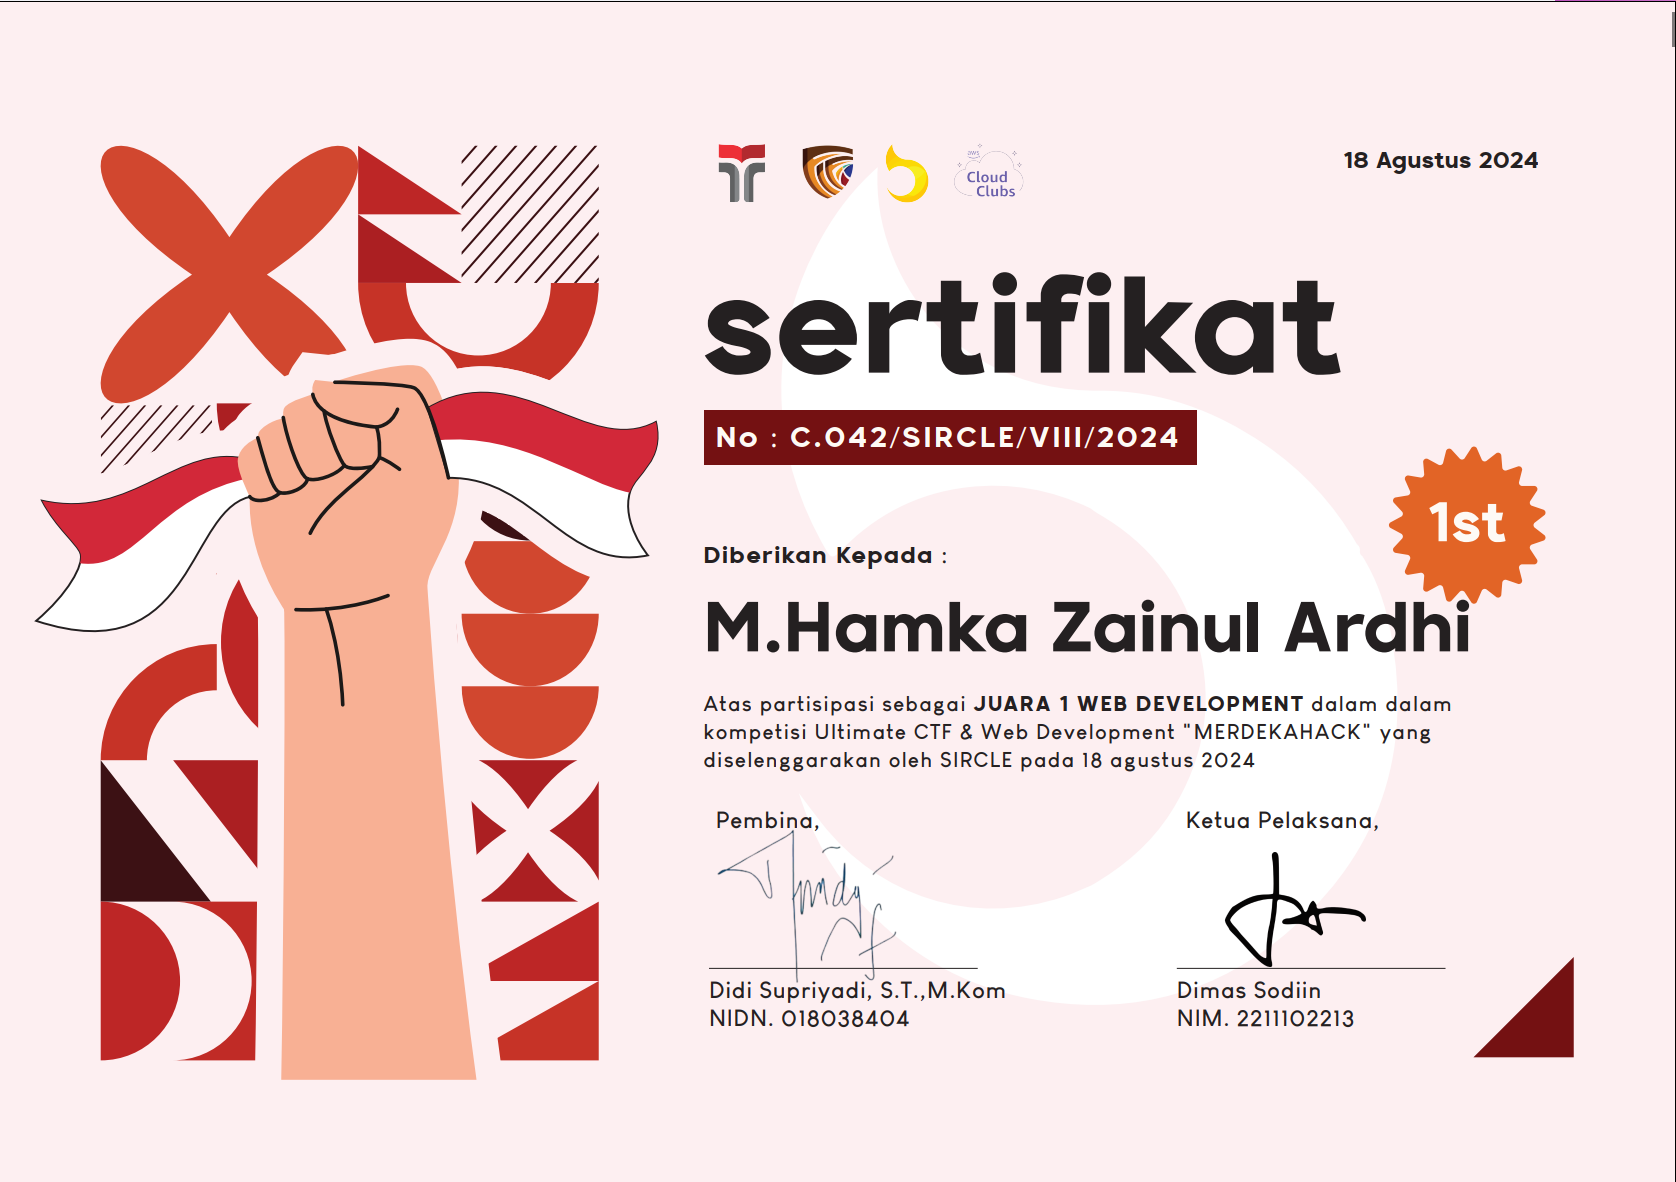 aws
Cloud
Clubs
18 Agustus 2024
sertifikat
No : C.042/SIRCLE/VIII/2024
1st
Diberikan Kepada :
M.Hamka Zainul Ardhi
Atas partisipasi sebagai JUARA 1 WEB DEVELOPMENT dalam dalam
kompetisi Ultimate CTF & Web Development "MERDEKAHACK" yang
diselenggarakan oleh SIRCLE pada 18 agustus 2024
Pembina,
Ketua Pelaksana,
Didi Supriyadi, S.T.,M.Kom
NIDN. 018038404
Dimas Sodiin
NIM. 2211102213